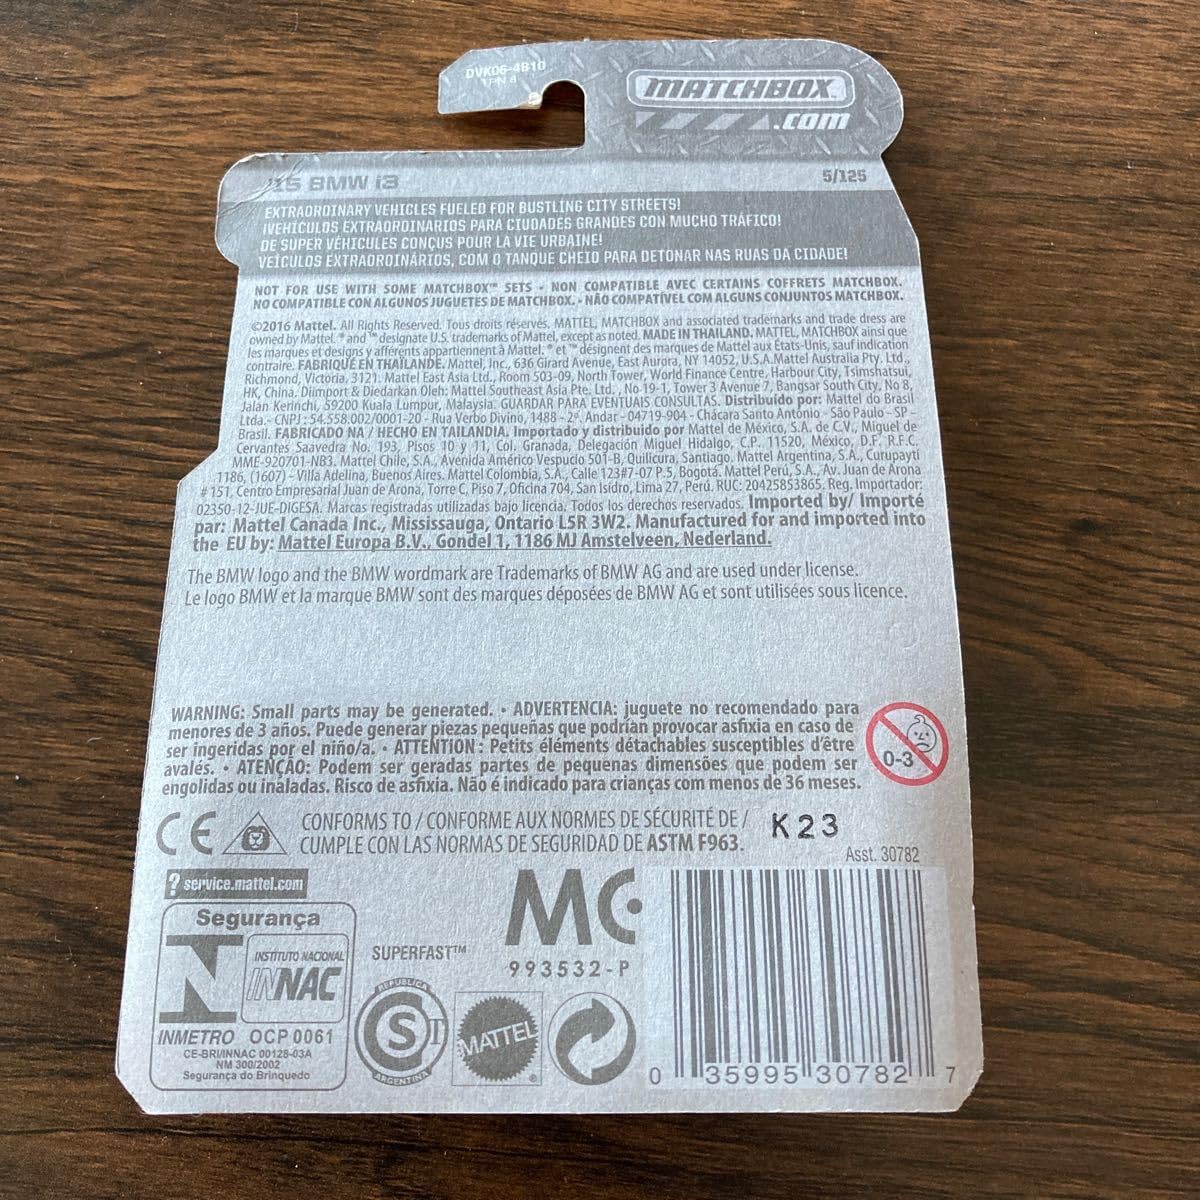 DVK06-4B10
1PN 8
MATCHBOX
.com
'15 BMW i3
5/125
EXTRAORDINARY VEHICLES FUELED FOR BUSTLING CITY STREETS!
¡VEHÍCULOS EXTRAORDINARIOS PARA CIUDADES GRANDES CON MUCHO TRÁFICO!
DE SUPER VÉHICULES CONÇUS POUR LA VIE URBAINE!
VEÍCULOS EXTRAORDINÁRIOS, COM O TANQUE CHEIO PARA DETONAR NAS RUAS DA CIDADE!
NOT FOR USE WITH SOME MATCHBOX™ SETS • NON COMPATIBLE AVEC CERTAINS COFFRETS MATCHBOX.
NO COMPATIBLE CON ALGUNOS JUGUETES DE MATCHBOX. • NÃO COMPATÍVEL COM ALGUNS CONJUNTOS MATCHBOX.
©2016 Mattel. All Rights Reserved. Tous droits réservés. MATTEL, MATCHBOX and associated trademarks and trade dress are
owned by Mattel. ® and ™ designate U.S. trademarks of Mattel, except as noted. MADE IN THAILAND. MATTEL, MATCHBOX ainsi que
les marques et designs y afférents appartiennent à Mattel. ® et ™ désignent des marques de Mattel aux États-Unis, sauf indication
contraire. FABRIQUÉ EN THAÏLANDE. Mattel, Inc., 636 Girard Avenue, East Aurora, NY 14052, U.S.A. Mattel Australia Pty. Ltd.,
Richmond, Victoria, 3121. Mattel East Asia Ltd., Room 503-09, North Tower, World Finance Centre, Harbour City, Tsimshatsui,
HK, China. Diimport & Diedarkan Oleh: Mattel Southeast Asia Pte. Ltd., No 19-1, Tower 3 Avenue 7, Bangsar South City, No 8,
Jalan Kerinchi, 59200 Kuala Lumpur, Malaysia. GUARDAR PARA EVENTUAIS CONSULTAS. Distribuído por: Mattel do Brasil
Ltda.- CNPJ : 54.558.002/0001-20 - Rua Verbo Divino, 1488 - 2º. Andar - 04719-904 - Chácara Santo Antônio - São Paulo - SP -
Brasil. FABRICADO NA / HECHO EN TAILANDIA. Importado y distribuido por Mattel de México, S.A. de C.V., Miguel de
Cervantes Saavedra No. 193, Pisos 10 y 11, Col. Granada, Delegación Miguel Hidalgo, C.P. 11520, México, D.F. R.F.C.
MME-920701-NB3. Mattel Chile, S.A., Avenida Américo Vespucio 501-B, Quilicura, Santiago. Mattel Argentina, S.A., Curupaytí
1186, (1607) - Villa Adelina, Buenos Aires. Mattel Colombia, S.A., Calle 123#7-07 P.5, Bogotá. Mattel Perú, S.A., Av. Juan de Arona
# 151, Centro Empresarial Juan de Arona, Torre C, Piso 7, Oficina 704, San Isidro, Lima 27, Perú. RUC: 20425853865. Reg. Importador:
02350-12-JUE-DIGESA. Marcas registradas utilizadas bajo licencia. Todos los derechos reservados. Imported by/ Importé
par: Mattel Canada Inc., Mississauga, Ontario L5R 3W2. Manufactured for and imported into
the EU by: Mattel Europa B.V., Gondel 1, 1186 MJ Amstelveen, Nederland.
The BMW logo and the BMW wordmark are Trademarks of BMW AG and are used under license.
Le logo BMW et la marque BMW sont des marques déposées de BMW AG et sont utilisées sous licence.
WARNING: Small parts may be generated. • ADVERTENCIA: juguete no recomendado para
menores de 3 años. Puede generar piezas pequeñas que podrían provocar asfixia en caso de
ser ingeridas por el niño/a. • ATTENTION : Petits éléments détachables susceptibles d'être
avalés. • ATENÇÃO: Podem ser geradas partes de pequenas dimensões que podem ser
engolidas ou inaladas. Risco de asfixia. Não é indicado para crianças com menos de 36 meses.
0-3
CE
CONFORMS TO / CONFORME AUX NORMES DE SÉCURITÉ DE /
CUMPLE CON LAS NORMAS DE SEGURIDAD DE ASTM F963.
K23
Asst. 30782
? service.mattel.com
Segurança
INSTITUTO NACIONAL
INNAC
INMETRO OCP 0061
CE-BRI/INNAC 00128-03A
NM 300/2002
Segurança do Brinquedo
SUPERFAST™
MC
993532-P
REPUBLICA
S
ARGENTINA
MATTEL
®
0 35995 30782 7